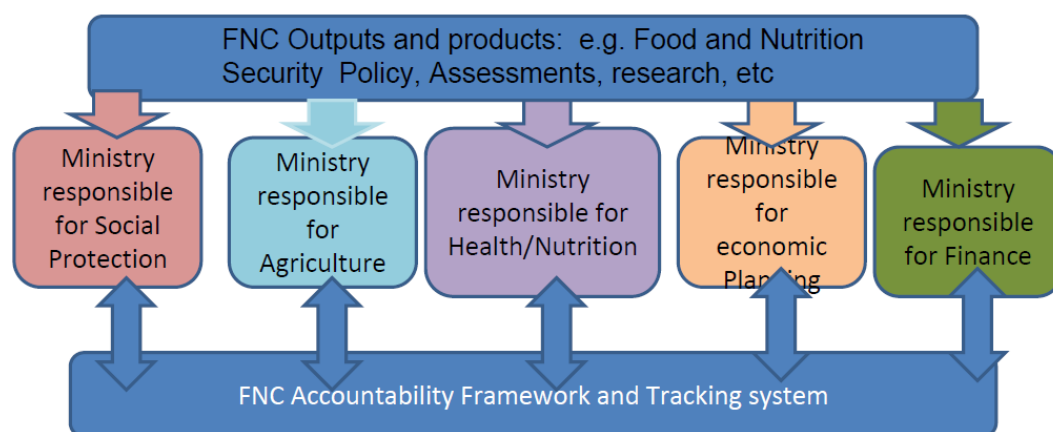 FNC Outputs and products:  e.g. Food and Nutrition
Security  Policy, Assessments, research, etc
Ministry
responsible
for Social
Protection
Ministry
responsible
for
Agriculture
Ministry
responsible for
Health/Nutrition
Ministry
responsible
for
economic
Planning
Ministry
responsible
for Finance
FNC Accountability Framework and Tracking system